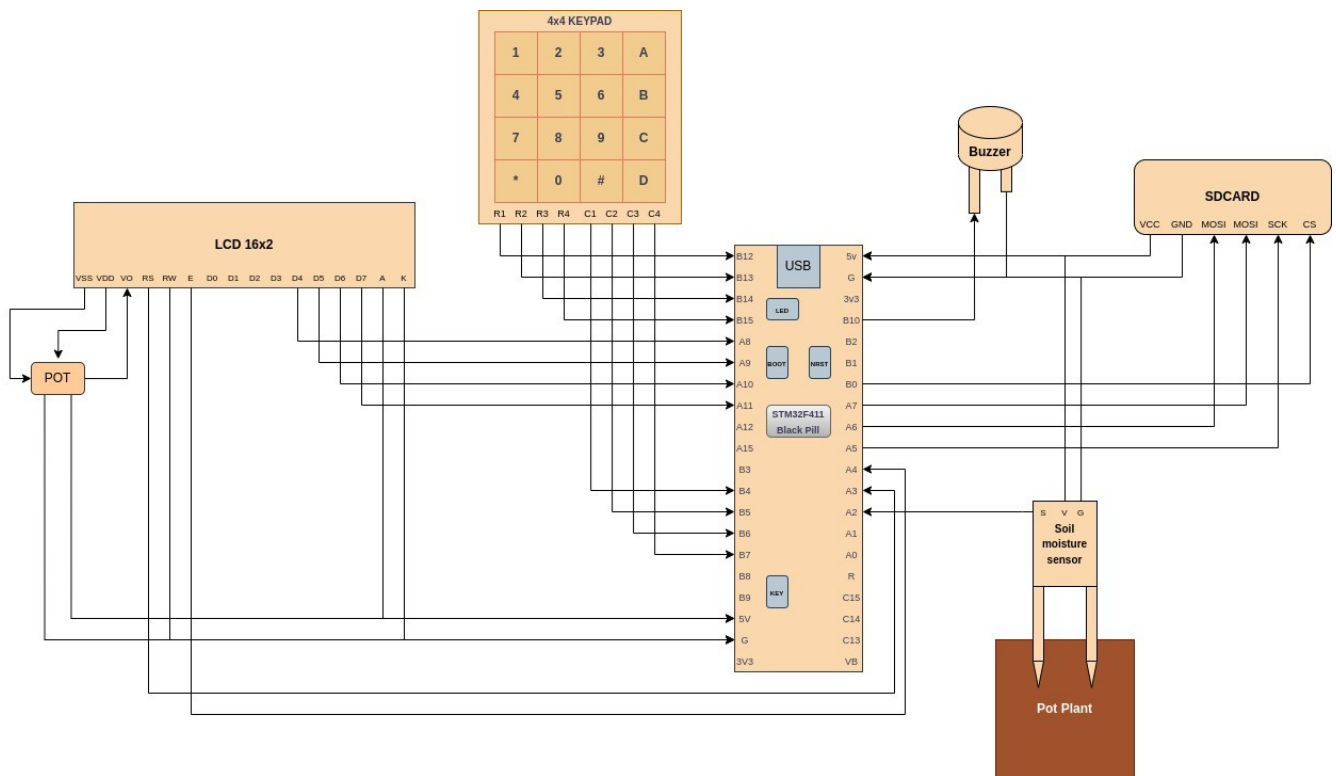 4x4 KEYPAD
1 2 3 A
4 5 6 B
7 8 9 C
* 0 # D
R1 R2 R3 R4 C1 C2 C3 C4
LCD 16x2
VSS VDD VO RS RW E D0 D1 D2 D3 D4 D5 D6 D7 A K
POT
Buzzer
SDCARD
VCC GND MOSI MOSI SCK CS
USB
LED
BOOT NRST
STM32F411
Black Pill
KEY
B12 5v
B13 G
B14 3v3
B15 B10
A8 B2
A9 B1
A10 B0
A11 A7
A12 A6
A15 A5
B3 A4
B4 A3
B5 A2
B6 A1
B7 A0
B8 R
B9 C15
5V C14
G C13
3V3 VB
S V G
Soil
moisture
sensor
Pot Plant